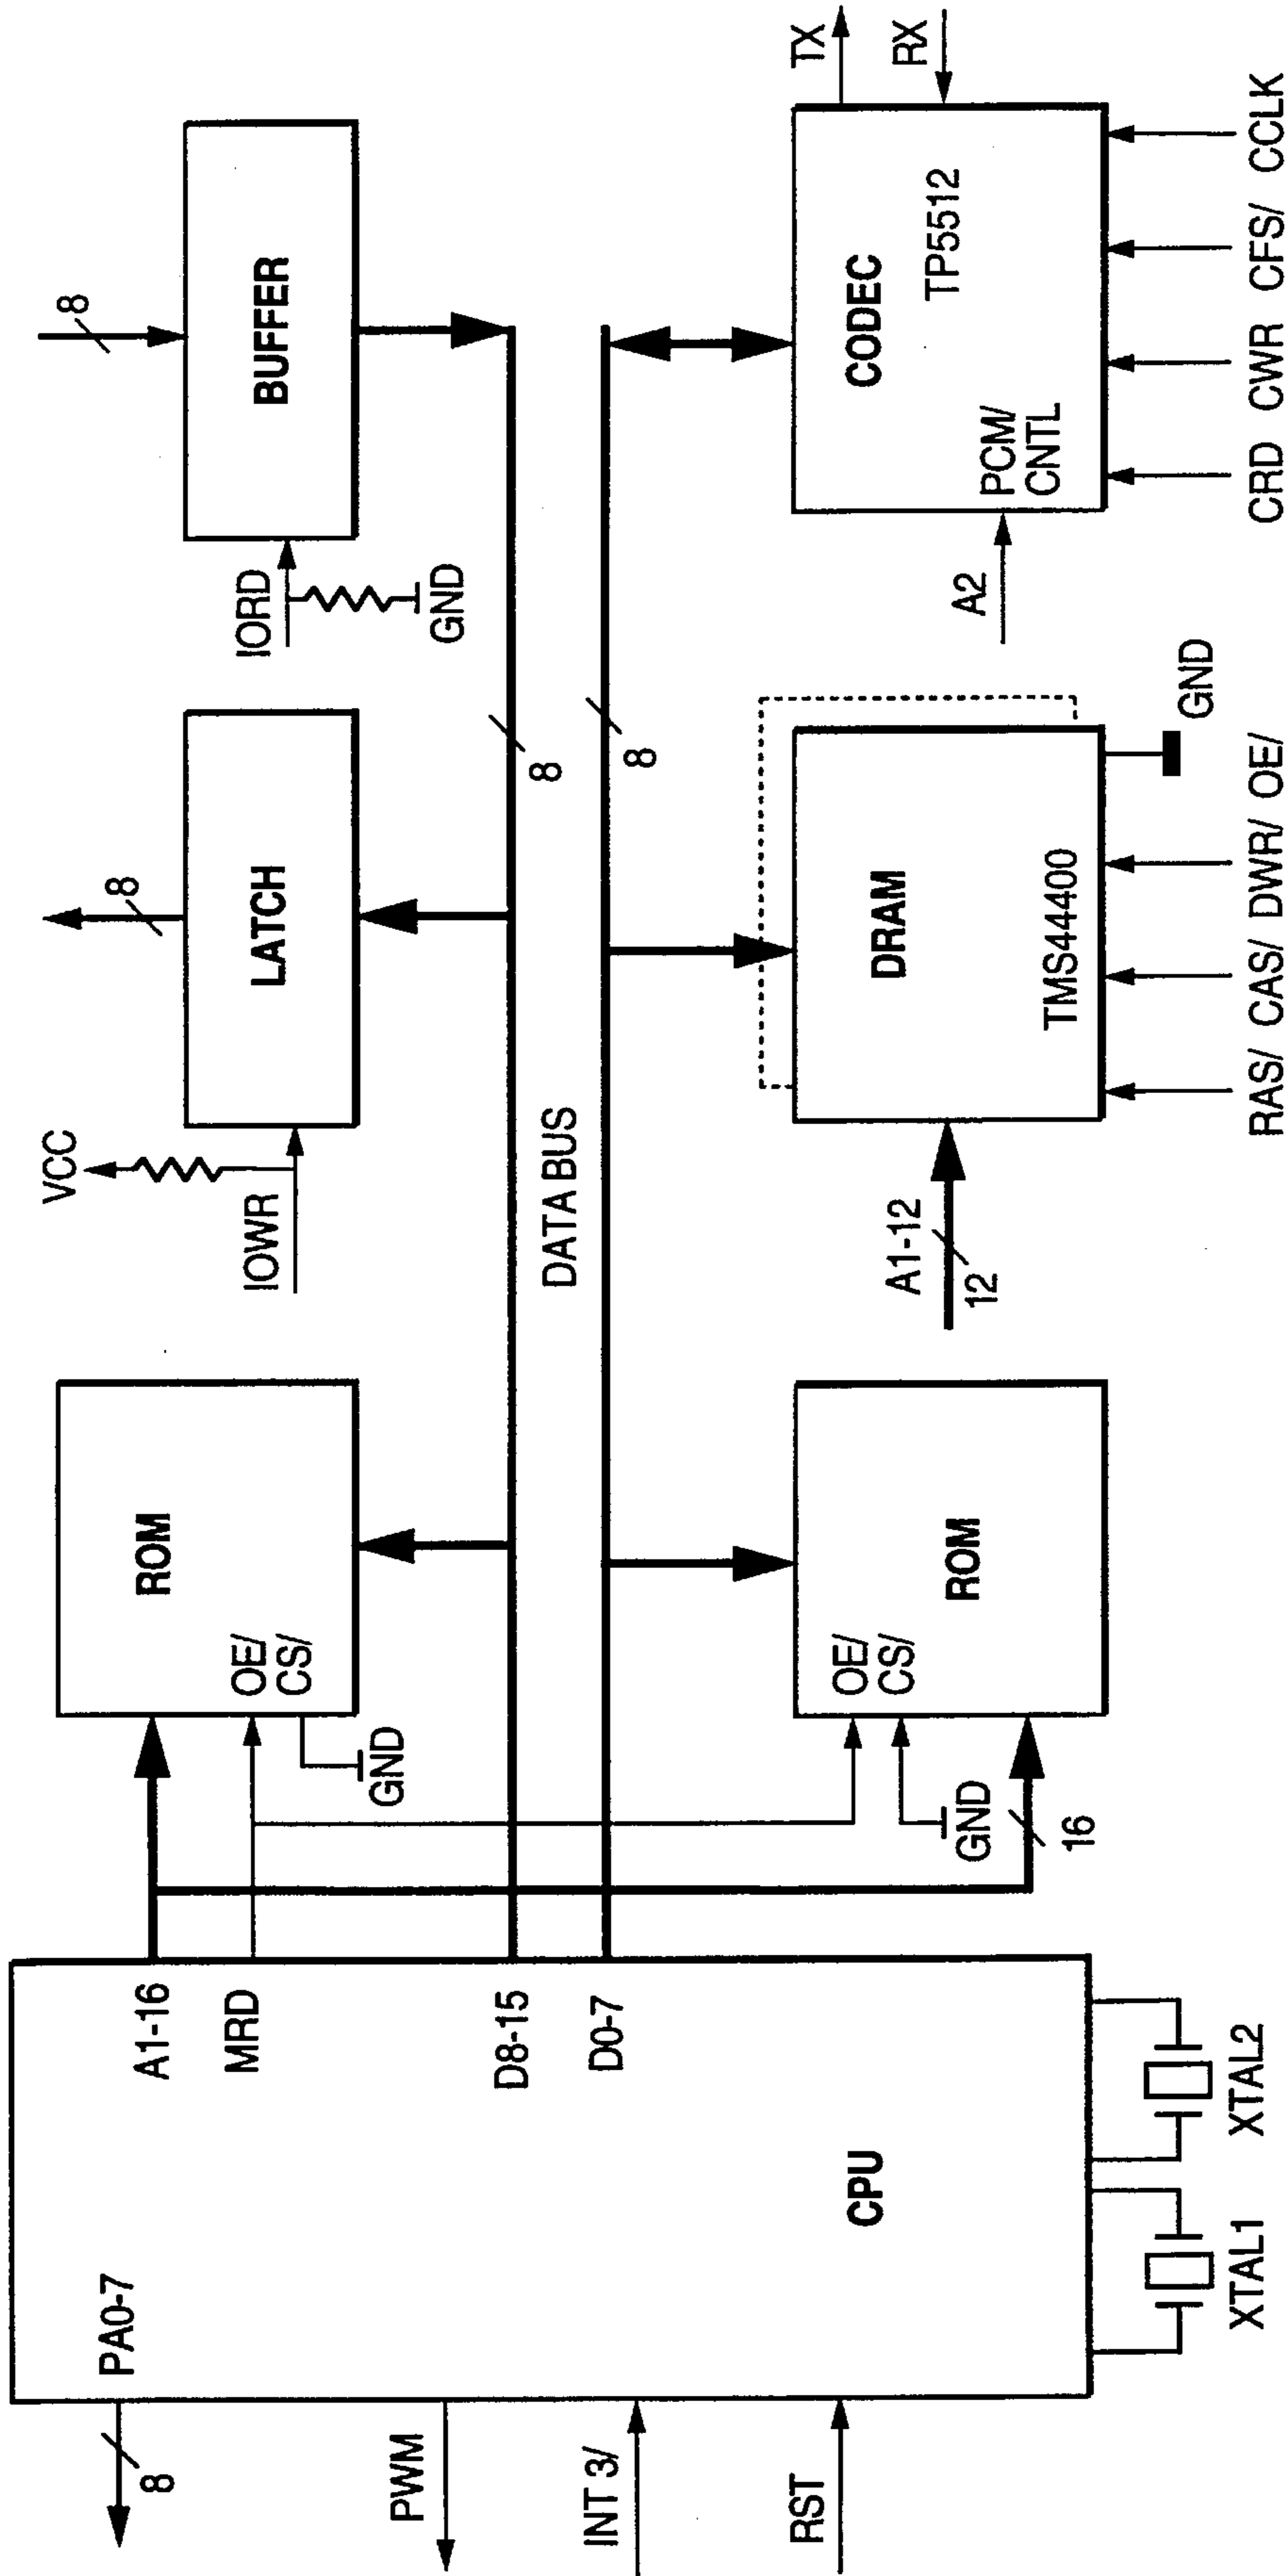 PA0-7
8
PWM
INT 3/
RST
CPU
XTAL1
XTAL2
A1-16
MRD
D8-15
D0-7
ROM
OE/
CS/
GND
ROM
OE/
CS/
GND
16
DATA BUS
8
8
VCC
IOWR
LATCH
8
IORD
GND
BUFFER
8
A1-12
12
DRAM
TMS44400
GND
RAS/ CAS/ DWR/ OE/
A2
PCM/
CNTL
CODEC
TP5512
TX
RX
CRD CWR CFS/ CCLK